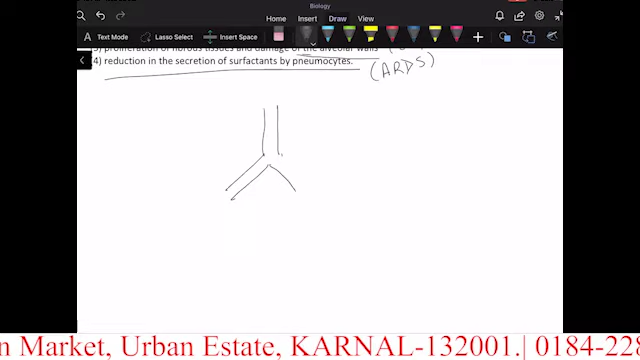 Biology
Home Insert Draw View
Text Mode Lasso Select Insert Space
proliferation of fibrous tissues and damage of the alveolar walls
(4) reduction in the secretion of surfactants by pneumocytes.
(ARDS)
n Market, Urban Estate, KARNAL-132001.| 0184-228